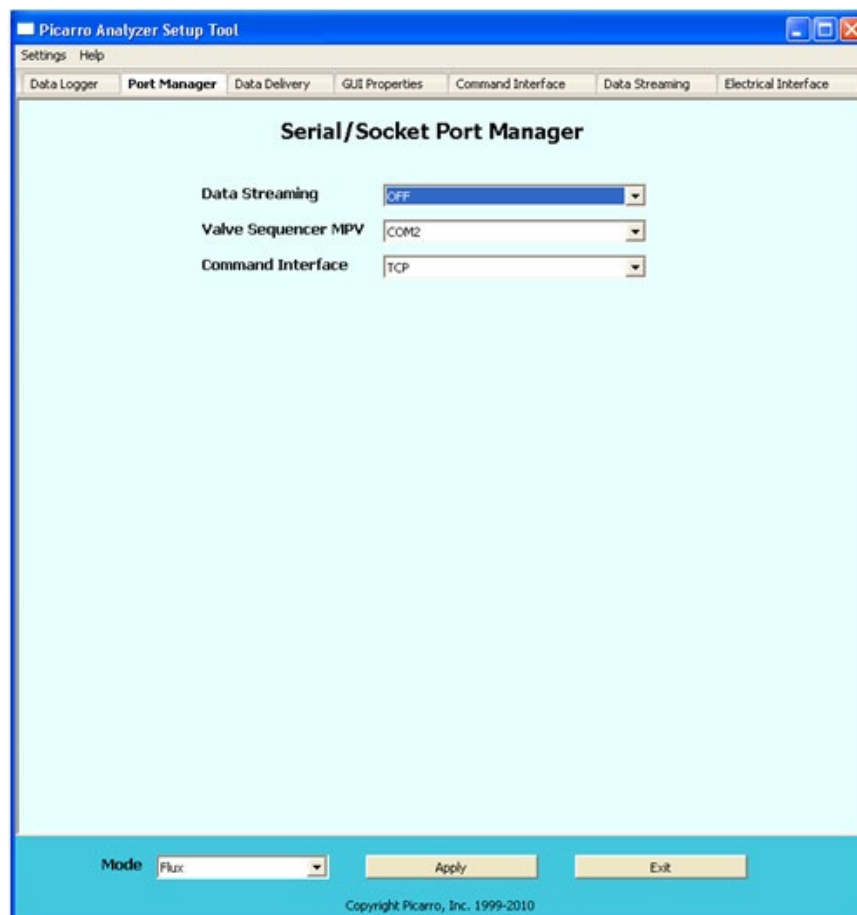 Picarro Analyzer Setup Tool
Settings Help
Data Logger Port Manager Data Delivery GUI Properties Command Interface Data Streaming Electrical Interface
Serial/Socket Port Manager
Data Streaming OFF
Valve Sequencer MPV COM2
Command Interface TCP
Mode Flux Apply Exit
Copyright Picarro, Inc. 1999-2010